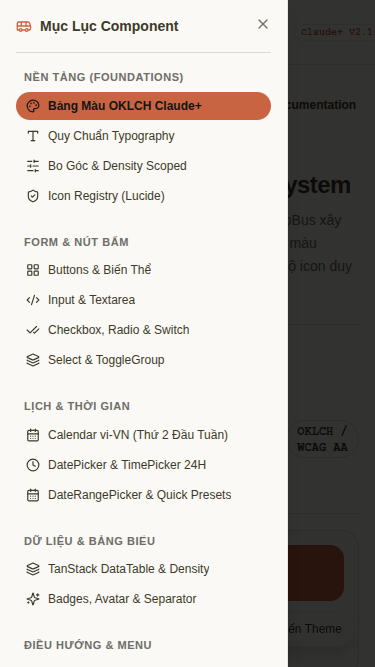 Mục Lục Component
Claude+ v2.1
NỀN TẢNG (FOUNDATIONS)
Bảng Màu OKLCH Claude+
Quy Chuẩn Typography
Bo Góc & Density Scoped
Icon Registry (Lucide)
FORM & NÚT BẤM
Buttons & Biến Thể
Input & Textarea
Checkbox, Radio & Switch
Select & ToggleGroup
LỊCH & THỜI GIAN
Calendar vi-VN (Thứ 2 Đầu Tuần)
DatePicker & TimePicker 24H
DateRangePicker & Quick Presets
DỮ LIỆU & BẢNG BIỂU
TanStack DataTable & Density
Badges, Avatar & Separator
ĐIỀU HƯỚNG & MENU
cumentation
ystem
oBus xây
màu
ộ icon duy
OKLCH /
WCAG AA
ển Theme